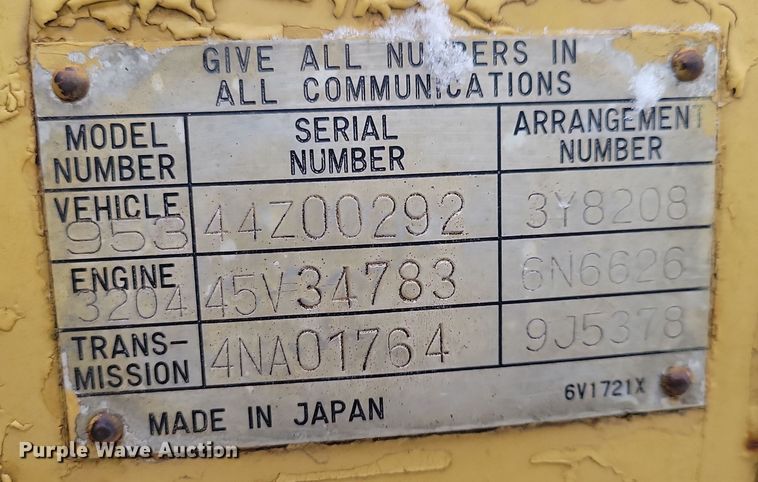 GIVE ALL NUMBERS IN
ALL COMMUNICATIONS
MODEL NUMBER SERIAL NUMBER ARRANGEMENT NUMBER
VEHICLE 953 44Z00292 3Y8208
ENGINE 3204 45V34783 6N6626
TRANS-MISSION 4NA01764 9J5378
MADE IN JAPAN 6V1721X
Purple Wave Auction